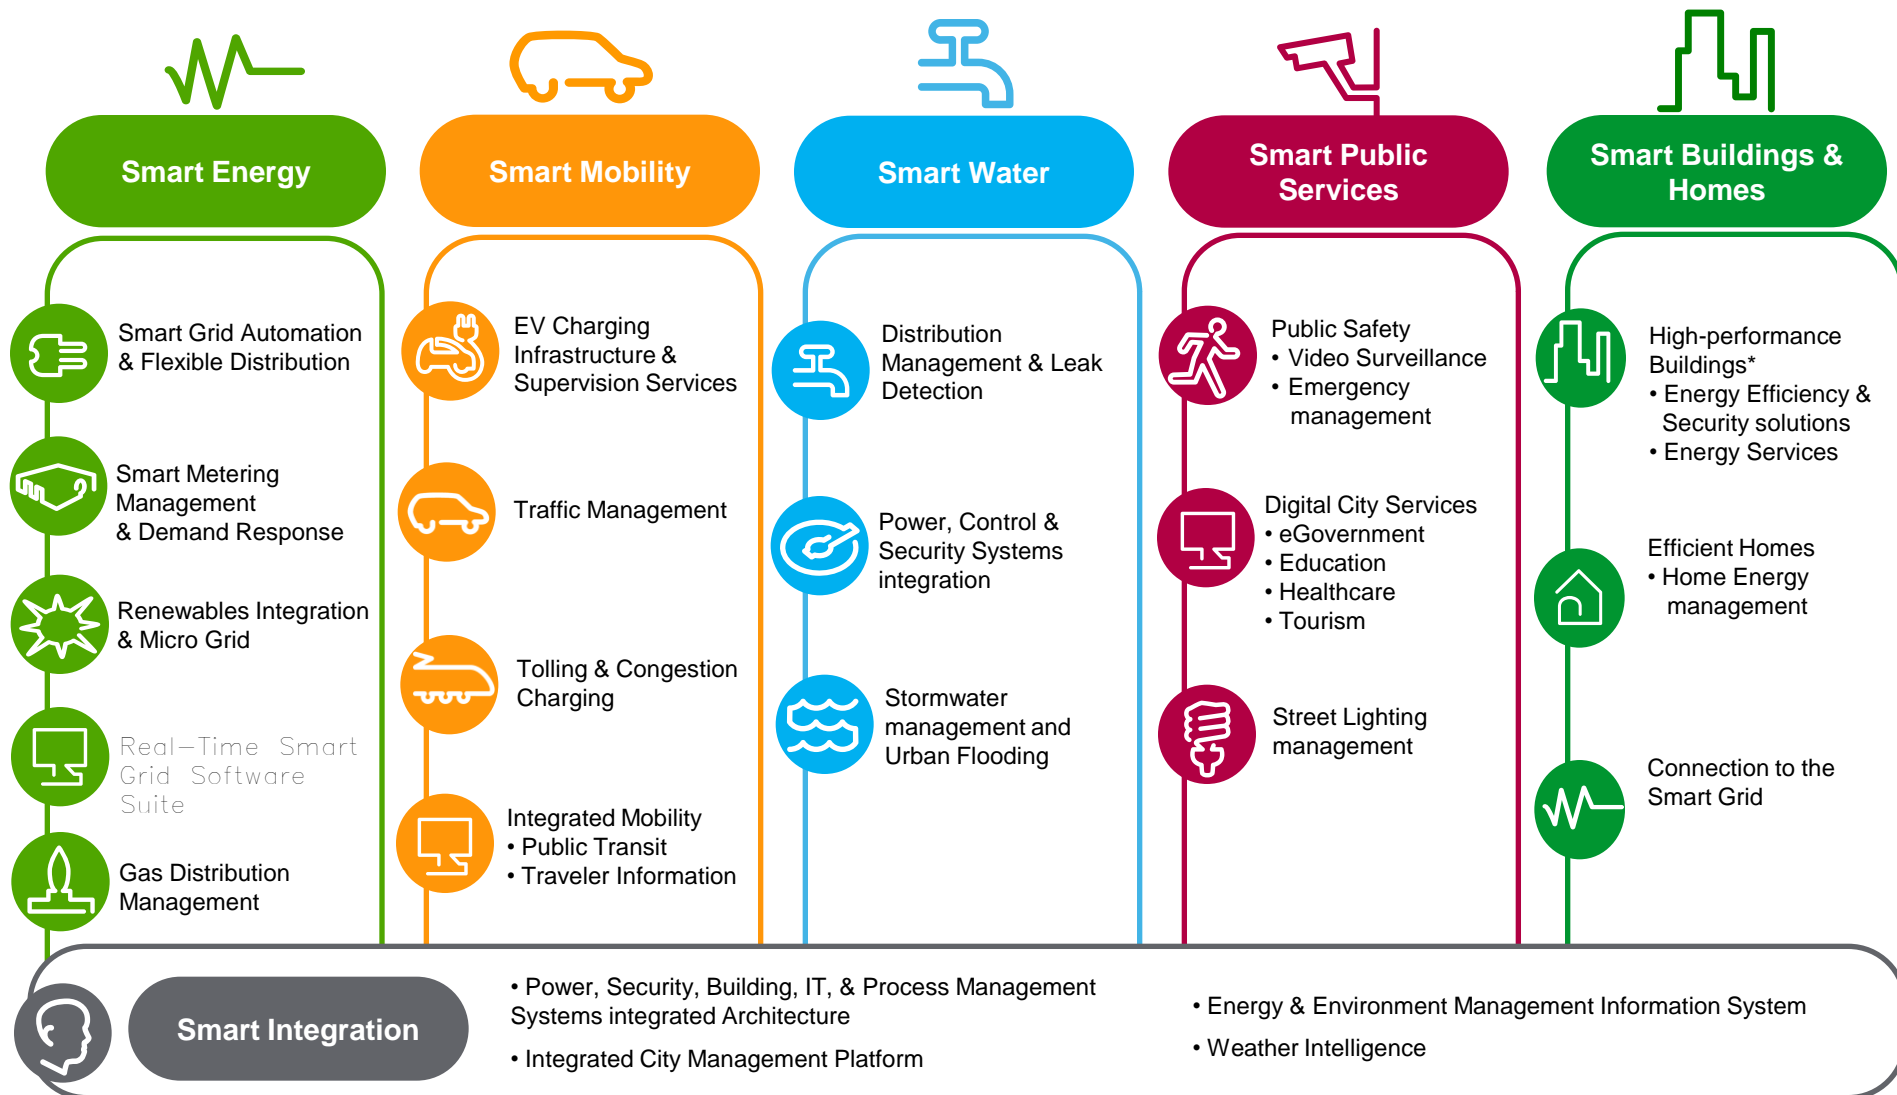 Smart Energy
Smart Grid Automation
& Flexible Distribution
Smart Metering
Management
& Demand Response
Renewables Integration
& Micro Grid
Real-Time Smart
Grid Software
Suite
Gas Distribution
Management
Smart Mobility
EV Charging
Infrastructure &
Supervision Services
Traffic Management
Tolling & Congestion
Charging
Integrated Mobility
• Public Transit
• Traveler Information
Smart Water
Distribution
Management & Leak
Detection
Power, Control &
Security Systems
integration
Stormwater
management and
Urban Flooding
Smart Public
Services
Public Safety
• Video Surveillance
• Emergency
management
Digital City Services
• eGovernment
• Education
• Healthcare
• Tourism
Street Lighting
management
Smart Buildings &
Homes
High-performance
Buildings*
• Energy Efficiency &
Security solutions
• Energy Services
Efficient Homes
• Home Energy
management
Connection to the
Smart Grid
Smart Integration
• Power, Security, Building, IT, & Process Management
Systems integrated Architecture
• Integrated City Management Platform
• Energy & Environment Management Information System
• Weather Intelligence